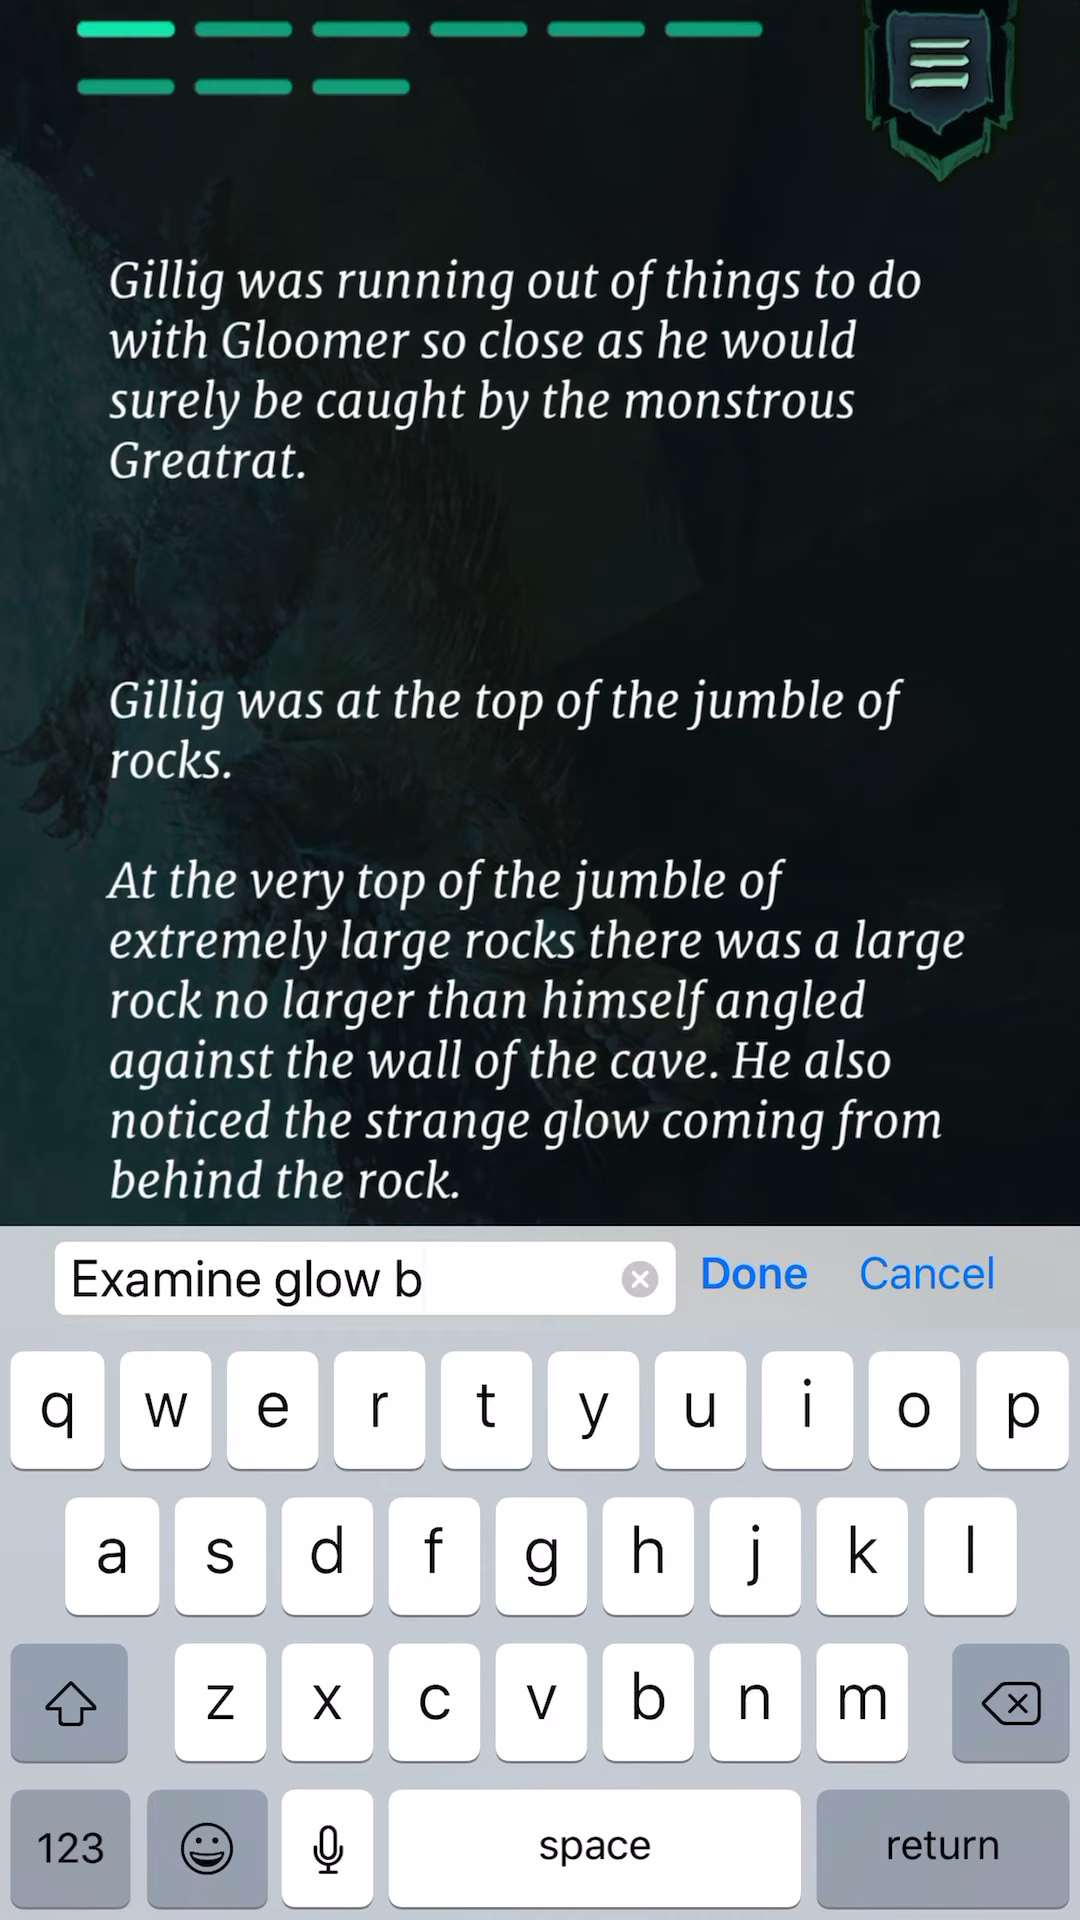 Gillig was running out of things to do
with Gloomer so close as he would
surely be caught by the monstrous
Greatrat.
Gillig was at the top of the jumble of
rocks.
At the very top of the jumble of
extremely large rocks there was a large
rock no larger than himself angled
against the wall of the cave. He also
noticed the strange glow coming from
behind the rock.
Examine glow b Done Cancel
q w e r t y u i o p
a s d f g h j k l
z x c v b n m
123 space return